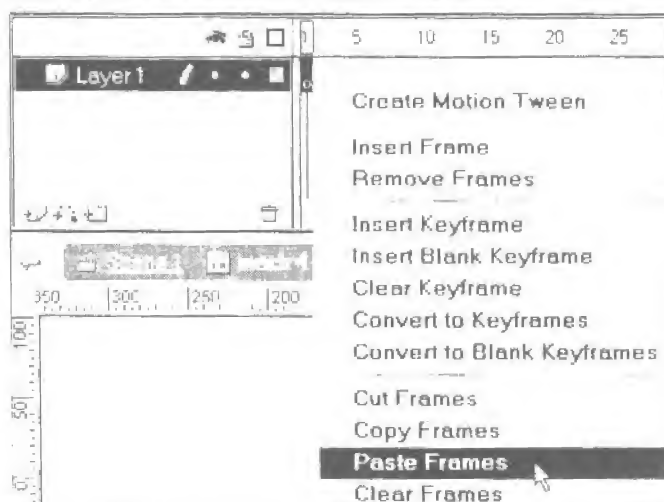 5 10 15 20 25
Layer 1
Create Motion Tween
Insert Frame
Remove Frames
Insert Keyframe
Insert Blank Keyframe
Clear Keyframe
Convert to Keyframes
Convert to Blank Keyframes
350 300 250 200
100
50
0
Cut Frames
Copy Frames
Paste Frames
Clear Frames